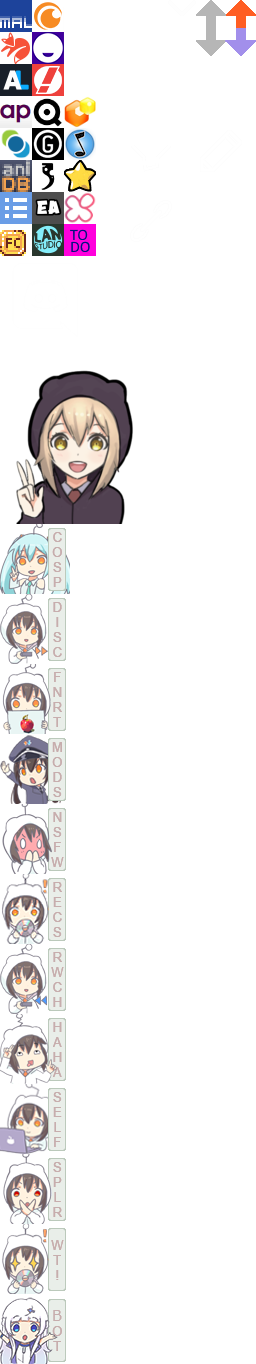 MAL
AL
ap
G
ani
DB
EA
FC
LAN
STUDIO
TO
DO
COSP
DISC
FNRT
MODS
NSFW
RECS
RWCH
HAHA
SELF
SPLR
WT!
BOT